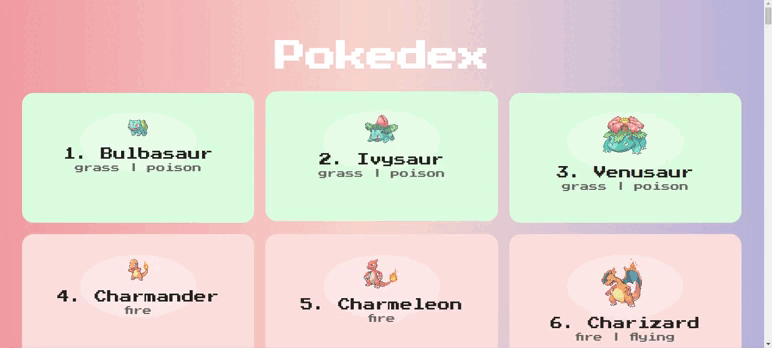 Pokedex
1. Bulbasaur
grass | poison
2. Ivysaur
grass | poison
3. Venusaur
grass | poison
4. Charmander
fire
5. Charmeleon
fire
6. Charizard
fire | flying